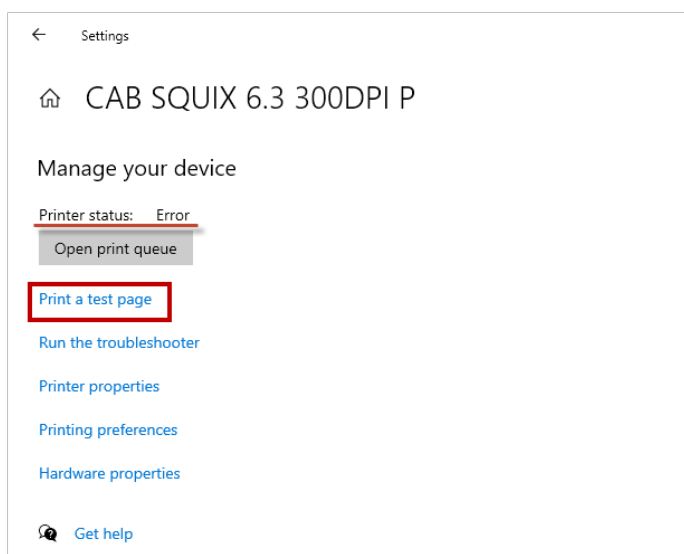 Settings
CAB SQUIX 6.3 300DPI P
Manage your device
Printer status: Error
Open print queue
Print a test page
Run the troubleshooter
Printer properties
Printing preferences
Hardware properties
Get help